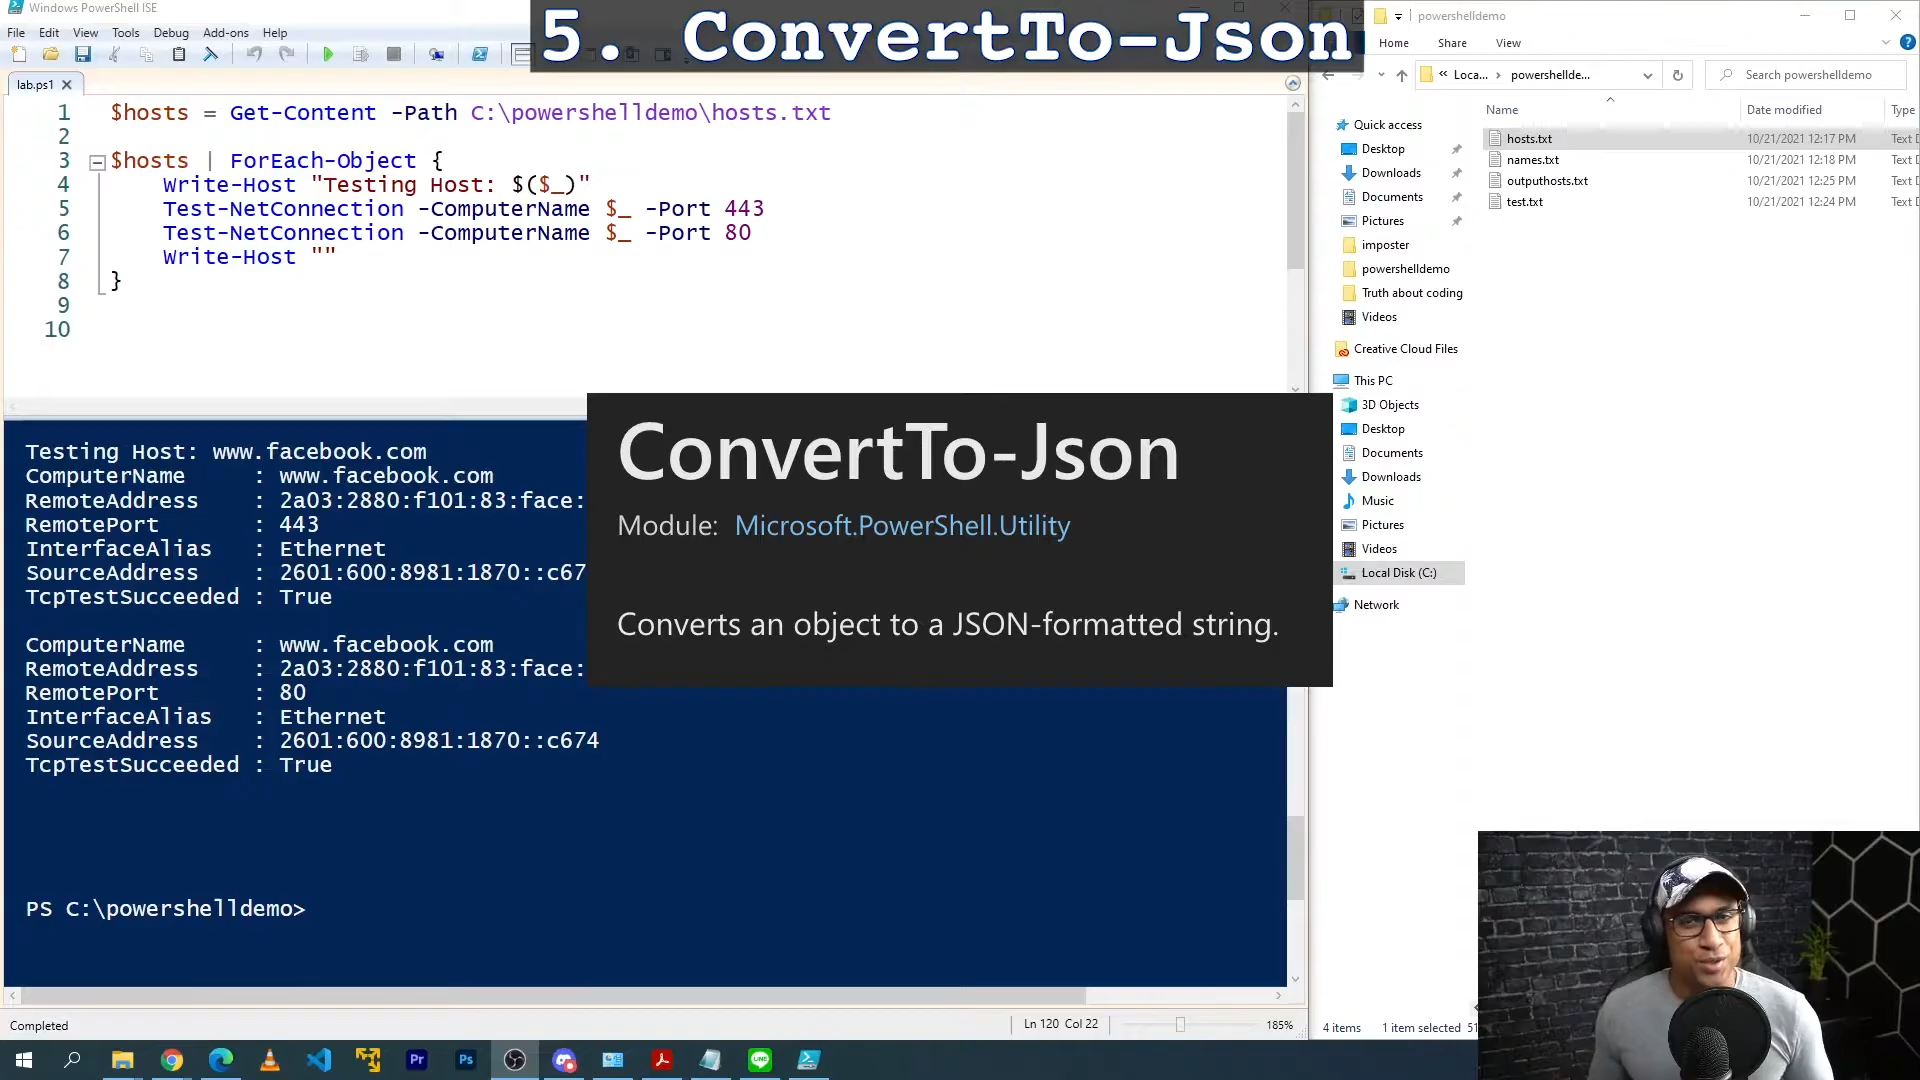 Windows PowerShell ISE
File Edit View Tools Debug Add-ons Help
5. ConvertTo-Json
lab.ps1
1 $hosts = Get-Content -Path C:\powershelldemo\hosts.txt
2
3 $hosts | ForEach-Object {
4 Write-Host "Testing Host: $($_)"
5 Test-NetConnection -ComputerName $_ -Port 443
6 Test-NetConnection -ComputerName $_ -Port 80
7 Write-Host ""
8 }
9
10
Testing Host: www.facebook.com
ComputerName : www.facebook.com
RemoteAddress : 2a03:2880:f101:83:face:
RemotePort : 443
InterfaceAlias : Ethernet
SourceAddress : 2601:600:8981:1870::c67
TcpTestSucceeded : True
ComputerName : www.facebook.com
RemoteAddress : 2a03:2880:f101:83:face:
RemotePort : 80
InterfaceAlias : Ethernet
SourceAddress : 2601:600:8981:1870::c674
TcpTestSucceeded : True
PS C:\powershelldemo>
ConvertTo-Json
Module: Microsoft.PowerShell.Utility
Converts an object to a JSON-formatted string.
Completed
Ln 120 Col 22
185%
powershelldemo
Home Share View
« Loca... › powershellde...
Search powershelldemo
Name Date modified Type
hosts.txt 10/21/2021 12:17 PM Text D
names.txt 10/21/2021 12:18 PM Text D
outputhosts.txt 10/21/2021 12:25 PM Text D
test.txt 10/21/2021 12:24 PM Text D
Quick access
Desktop
Downloads
Documents
Pictures
imposter
powershelldemo
Truth about coding
Videos
Creative Cloud Files
This PC
3D Objects
Desktop
Documents
Downloads
Music
Pictures
Videos
Local Disk (C:)
Network
4 items 1 item selected 51
Pr
Ps
LINE